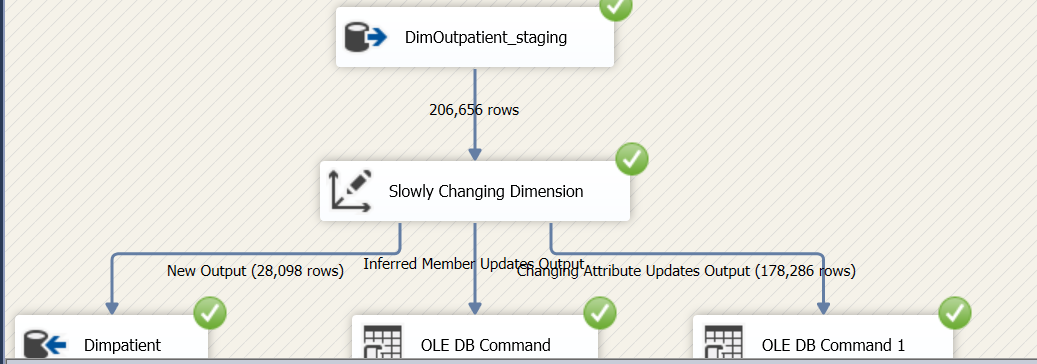 DimOutpatient_staging
206,656 rows
Slowly Changing Dimension
New Output (28,098 rows)
Inferred Member Updates Output
Changing Attribute Updates Output (178,286 rows)
Dimpatient
OLE DB Command
OLE DB Command 1